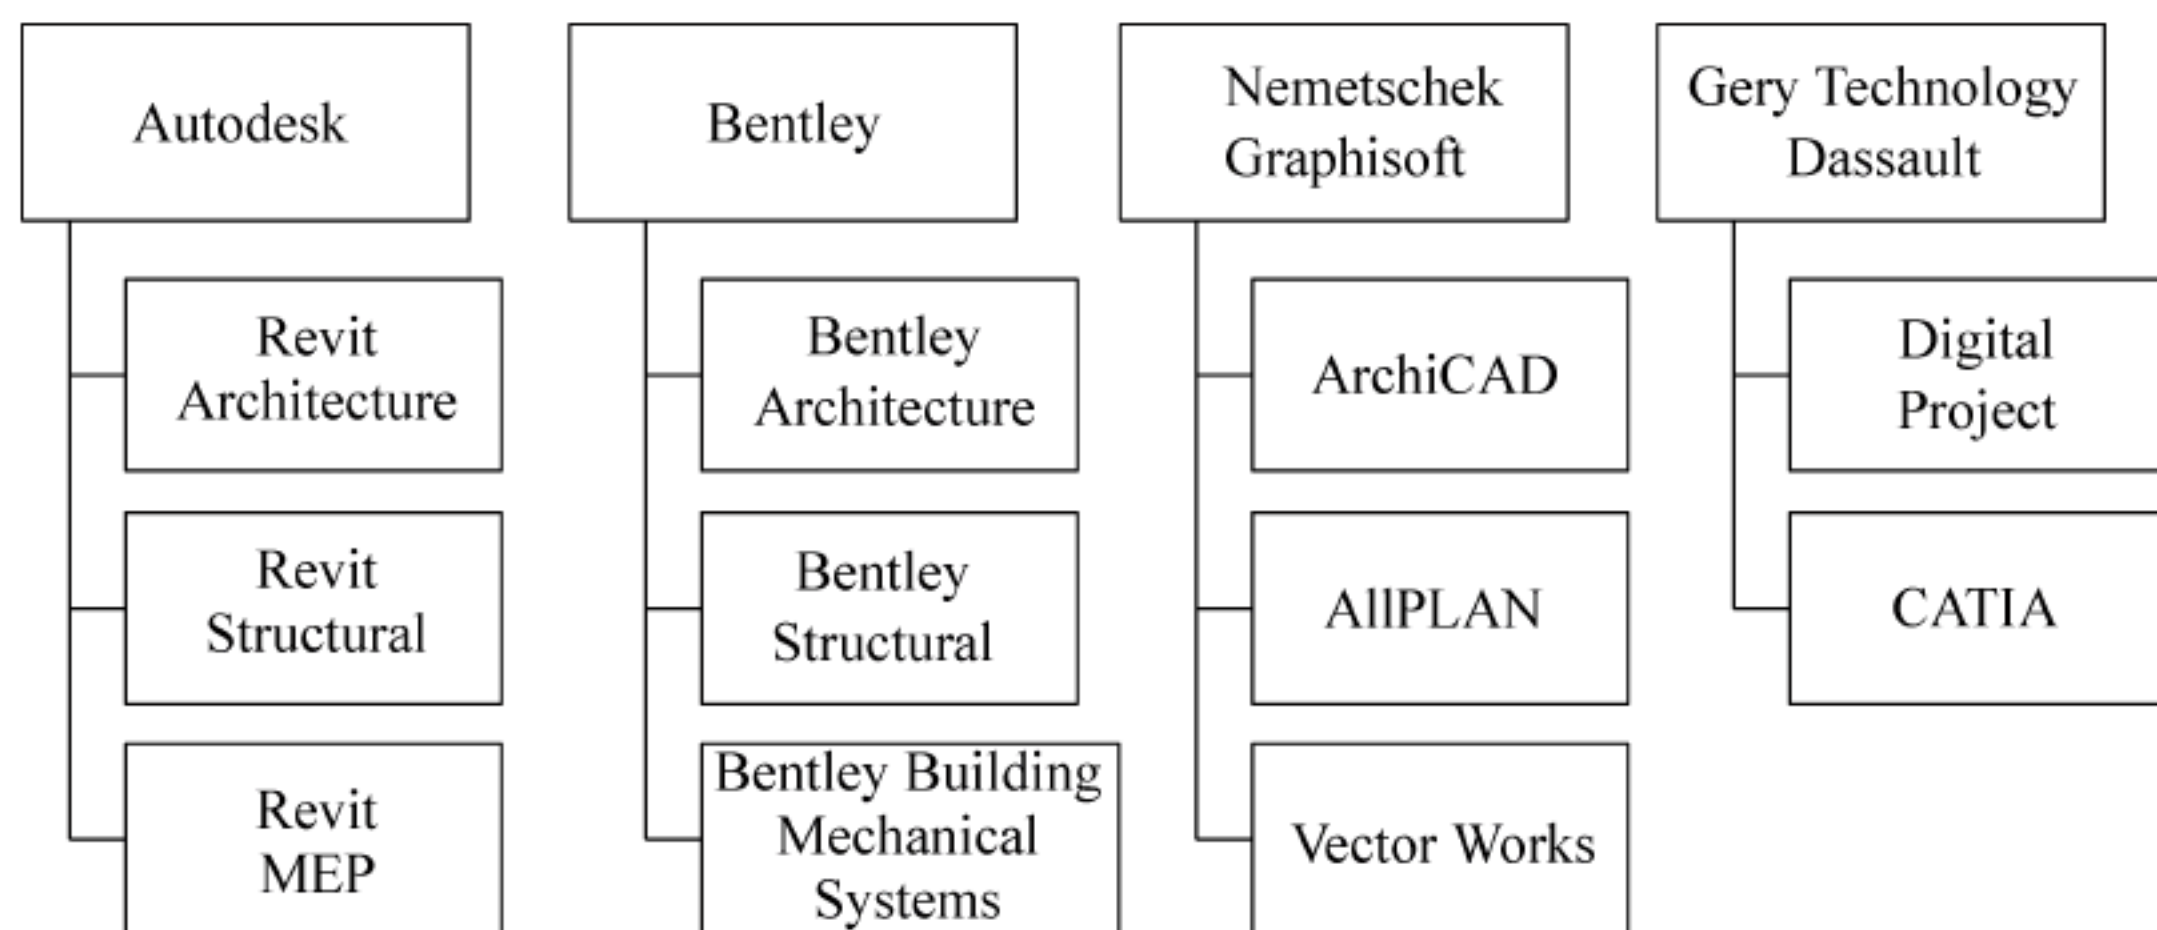 Autodesk
Revit
Architecture
Revit
Structural
Revit
MEP
Bentley
Bentley
Architecture
Bentley
Structural
Bentley Building
Mechanical
Systems
Nemetschek
Graphisoft
ArchiCAD
AllPLAN
Vector Works
Gery Technology
Dassault
Digital
Project
CATIA